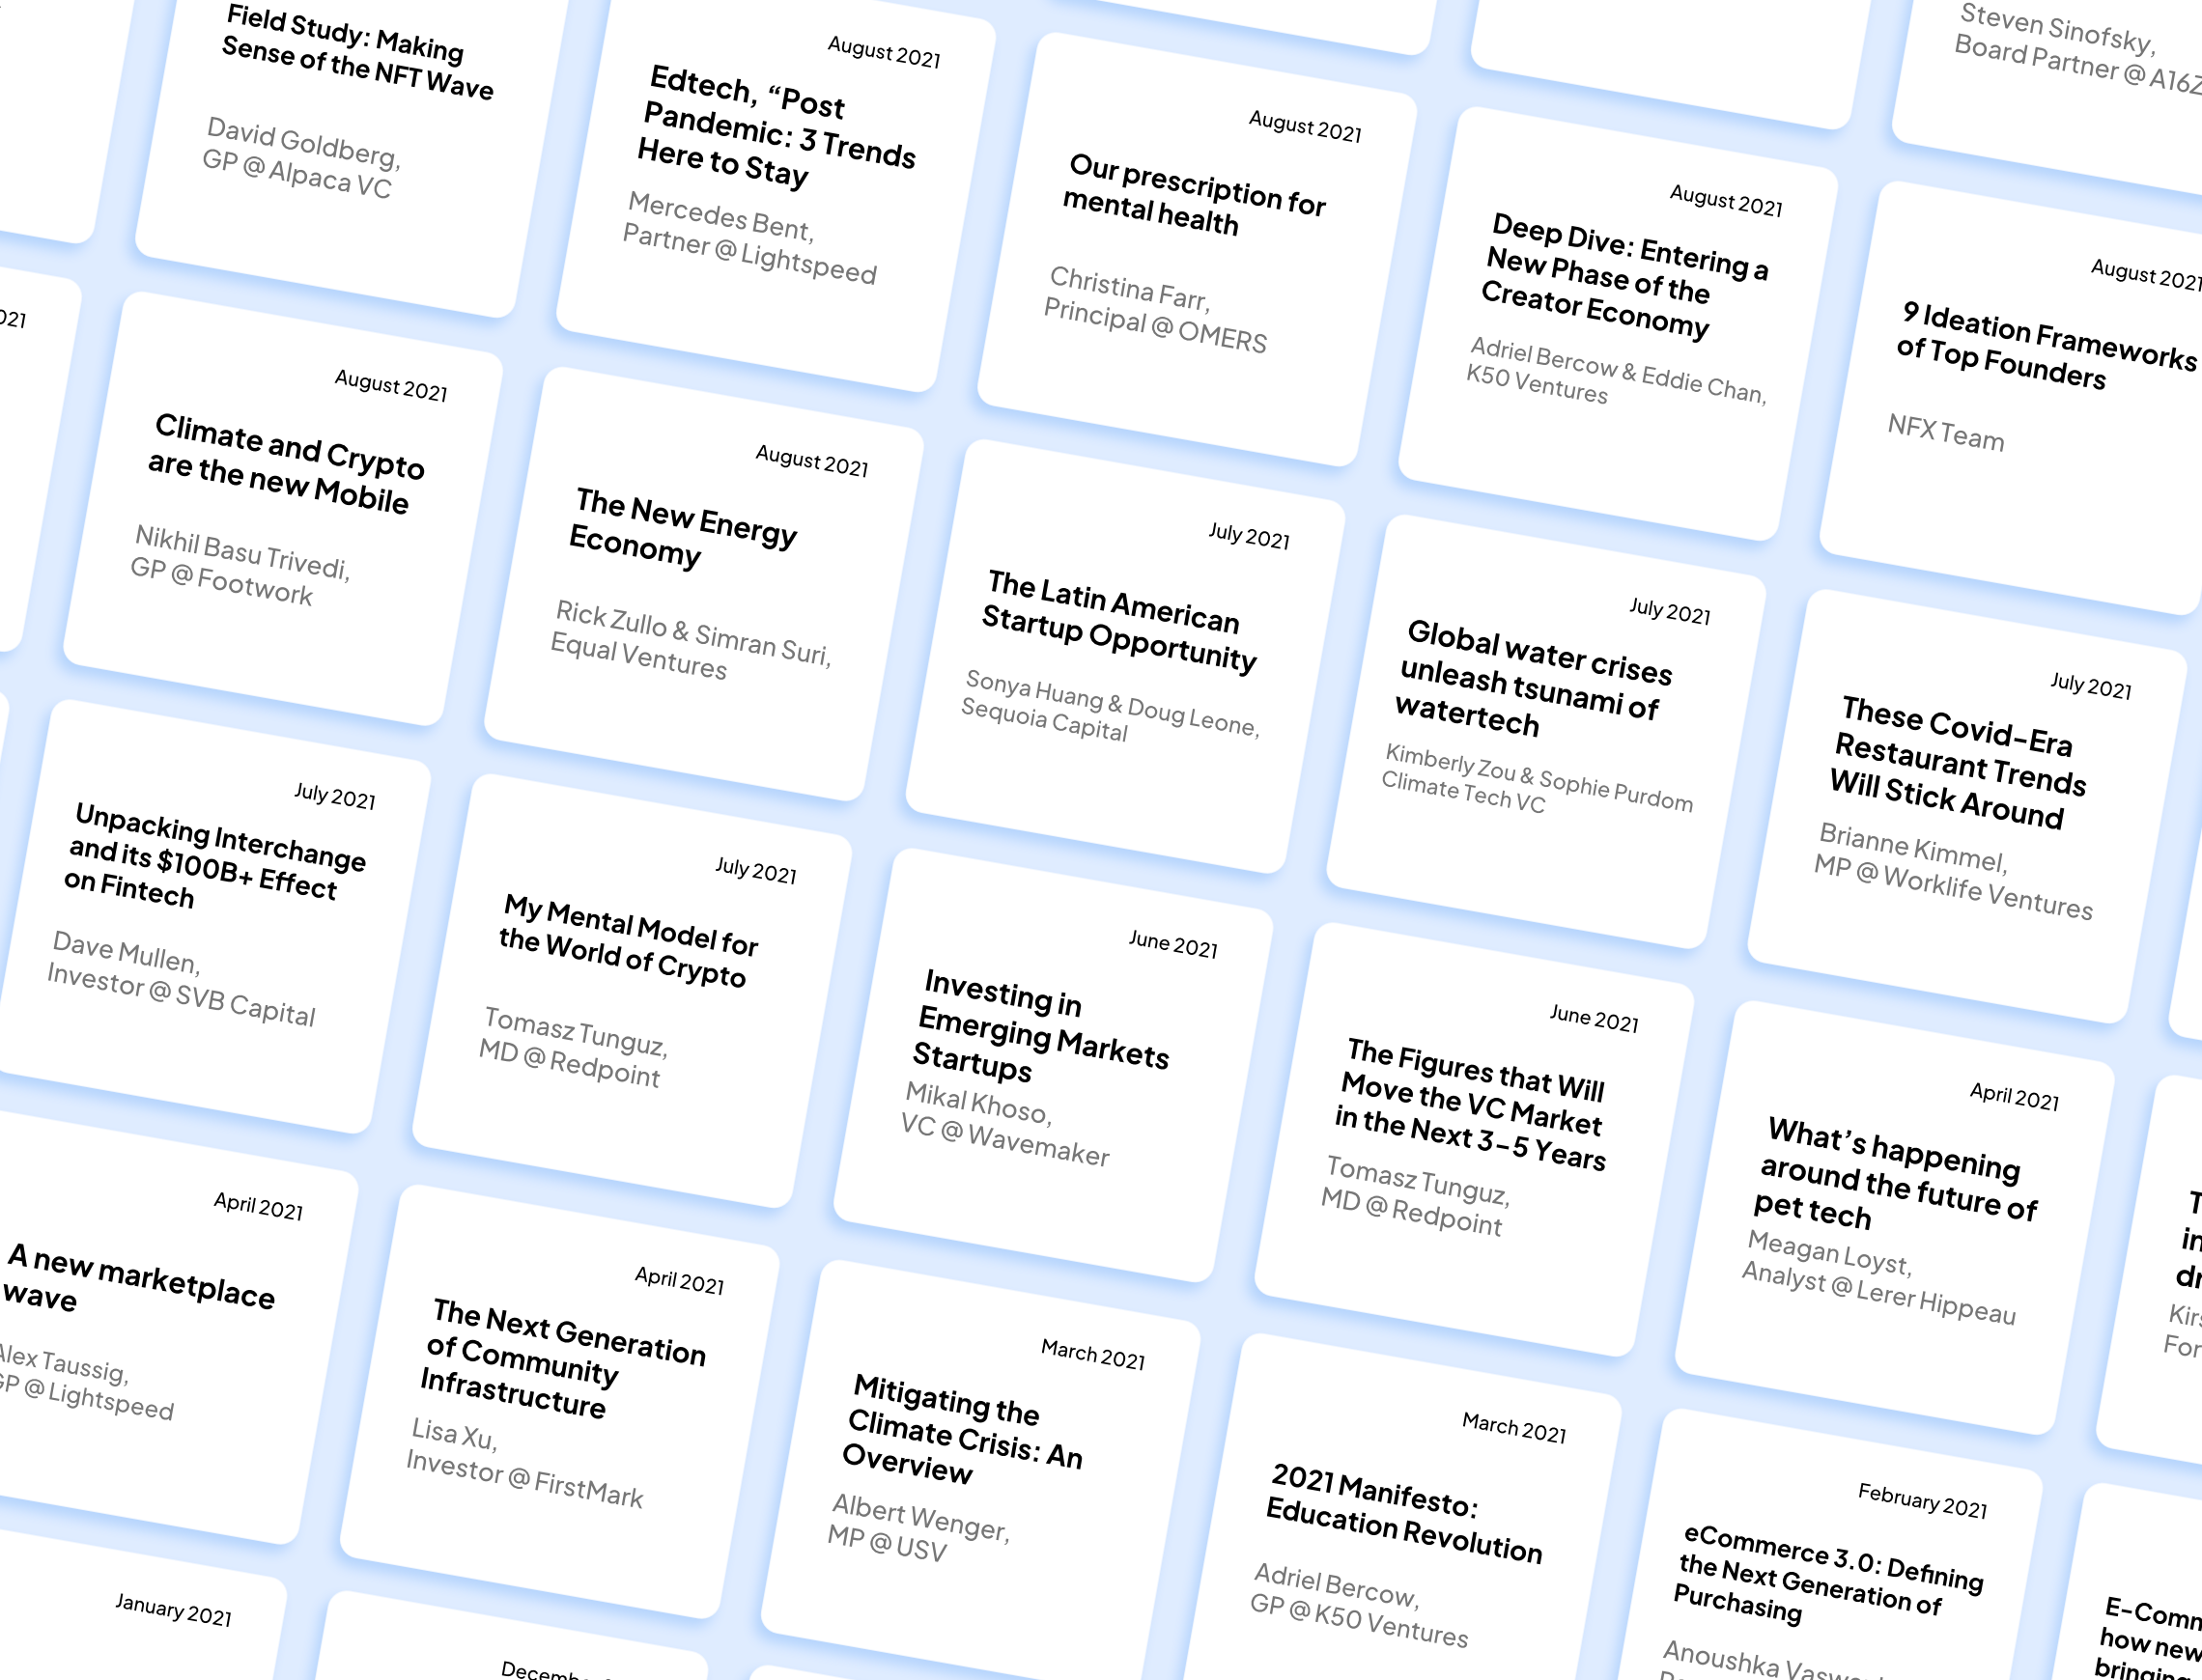 Field Study: Making
Sense of the NFT Wave
David Goldberg,
GP @ Alpaca VC
August 2021
Edtech, “Post
Pandemic: 3 Trends
Here to Stay
Mercedes Bent,
Partner @ Lightspeed
August 2021
Our prescription for
mental health
Christina Farr,
Principal @ OMERS
August 2021
Deep Dive: Entering a
New Phase of the
Creator Economy
Adriel Bercow & Eddie Chan,
K50 Ventures
Steven Sinofsky,
Board Partner @ A16Z
August 2021
9 Ideation Frameworks
of Top Founders
NFX Team
August 2021
Climate and Crypto
are the new Mobile
Nikhil Basu Trivedi,
GP @ Footwork
August 2021
The New Energy
Economy
Rick Zullo & Simran Suri,
Equal Ventures
July 2021
The Latin American
Startup Opportunity
Sonya Huang & Doug Leone,
Sequoia Capital
July 2021
Global water crises
unleash tsunami of
watertech
Kimberly Zou & Sophie Purdom
Climate Tech VC
July 2021
These Covid-Era
Restaurant Trends
Will Stick Around
Brianne Kimmel,
MP @ Worklife Ventures
July 2021
Unpacking Interchange
and its $100B+ Effect
on Fintech
Dave Mullen,
Investor @ SVB Capital
July 2021
My Mental Model for
the World of Crypto
Tomasz Tunguz,
MD @ Redpoint
June 2021
Investing in
Emerging Markets
Startups
Mikal Khoso,
VC @ Wavemaker
June 2021
The Figures that Will
Move the VC Market
in the Next 3-5 Years
Tomasz Tunguz,
MD @ Redpoint
April 2021
What’s happening
around the future of
pet tech
Meagan Loyst,
Analyst @ Lerer Hippeau
April 2021
A new marketplace
wave
Alex Taussig,
GP @ Lightspeed
April 2021
The Next Generation
of Community
Infrastructure
Lisa Xu,
Investor @ FirstMark
March 2021
Mitigating the
Climate Crisis: An
Overview
Albert Wenger,
MP @ USV
March 2021
2021 Manifesto:
Education Revolution
Adriel Bercow,
GP @ K50 Ventures
February 2021
eCommerce 3.0: Defining
the Next Generation of
Purchasing
Anoushka
how new
January 2021